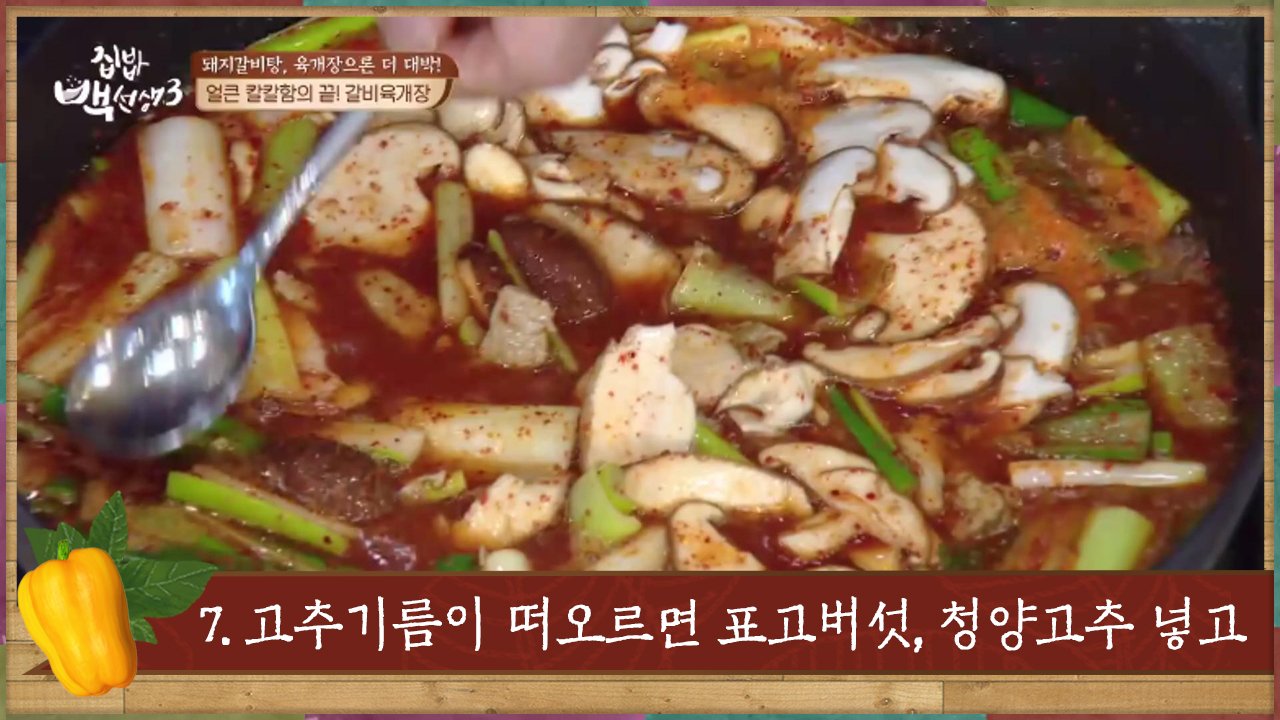 집밥
백선생3
돼지갈비탕, 육개장으론 더 대박!
얼큰 칼칼함의 끝! 갈비육개장
7. 고추기름이 떠오르면 표고버섯, 청양고추 넣고